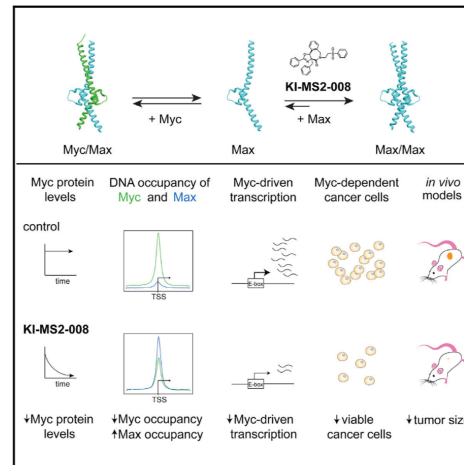 KI-MS2-008
+ Myc
+ Max
Myc/Max
Max
Max/Max
Myc protein levels
DNA occupancy of Myc and Max
Myc-driven transcription
Myc-dependent cancer cells
in vivo models
control
time
TSS
E-box
KI-MS2-008
time
TSS
E-box
↓Myc protein levels
↓Myc occupancy
↑Max occupancy
↓Myc-driven transcription
↓viable cancer cells
↓tumor size